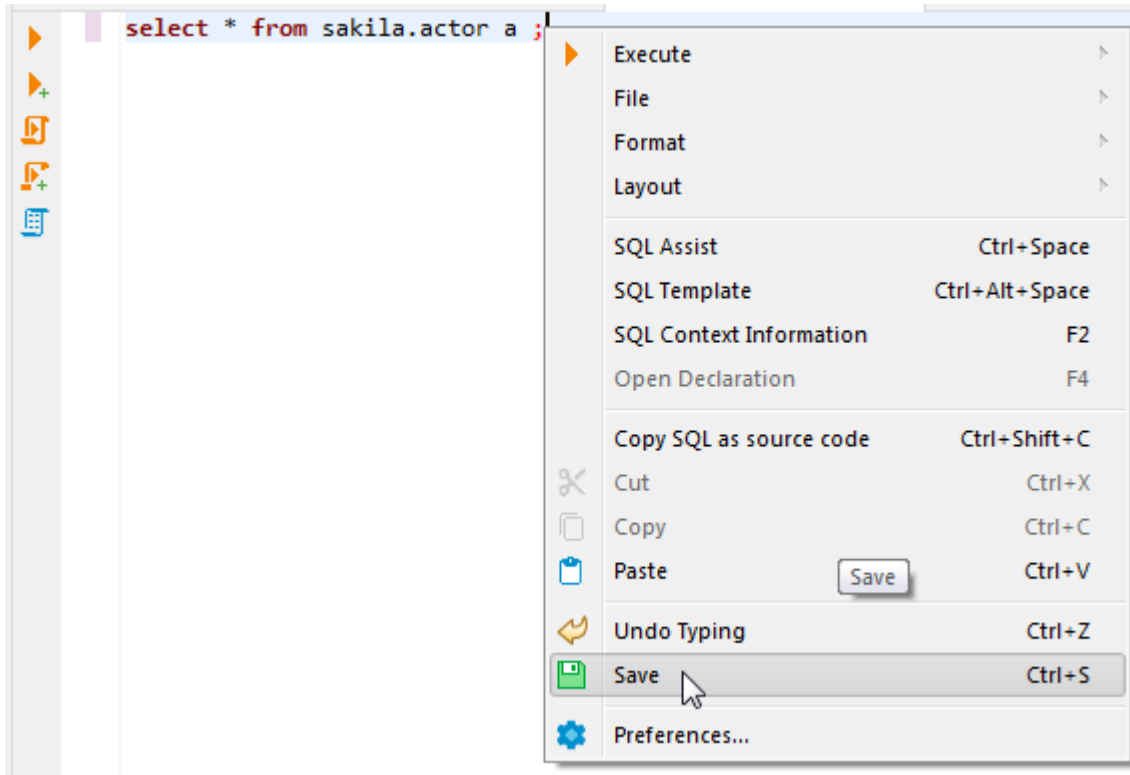 select * from sakila.actor a ;
Execute
File
Format
Layout
SQL Assist Ctrl+Space
SQL Template Ctrl+Alt+Space
SQL Context Information F2
Open Declaration F4
Copy SQL as source code Ctrl+Shift+C
Cut Ctrl+X
Copy Ctrl+C
Paste Ctrl+V
Save
Undo Typing Ctrl+Z
Save Ctrl+S
Preferences...